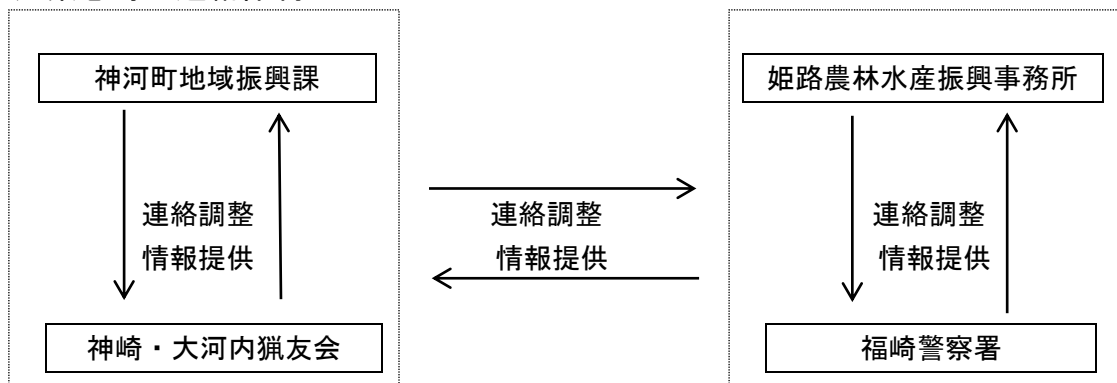 神河町地域振興課
姫路農林水産振興事務所
連絡調整
情報提供
連絡調整
情報提供
連絡調整
情報提供
神崎・大河内猟友会
福崎警察署